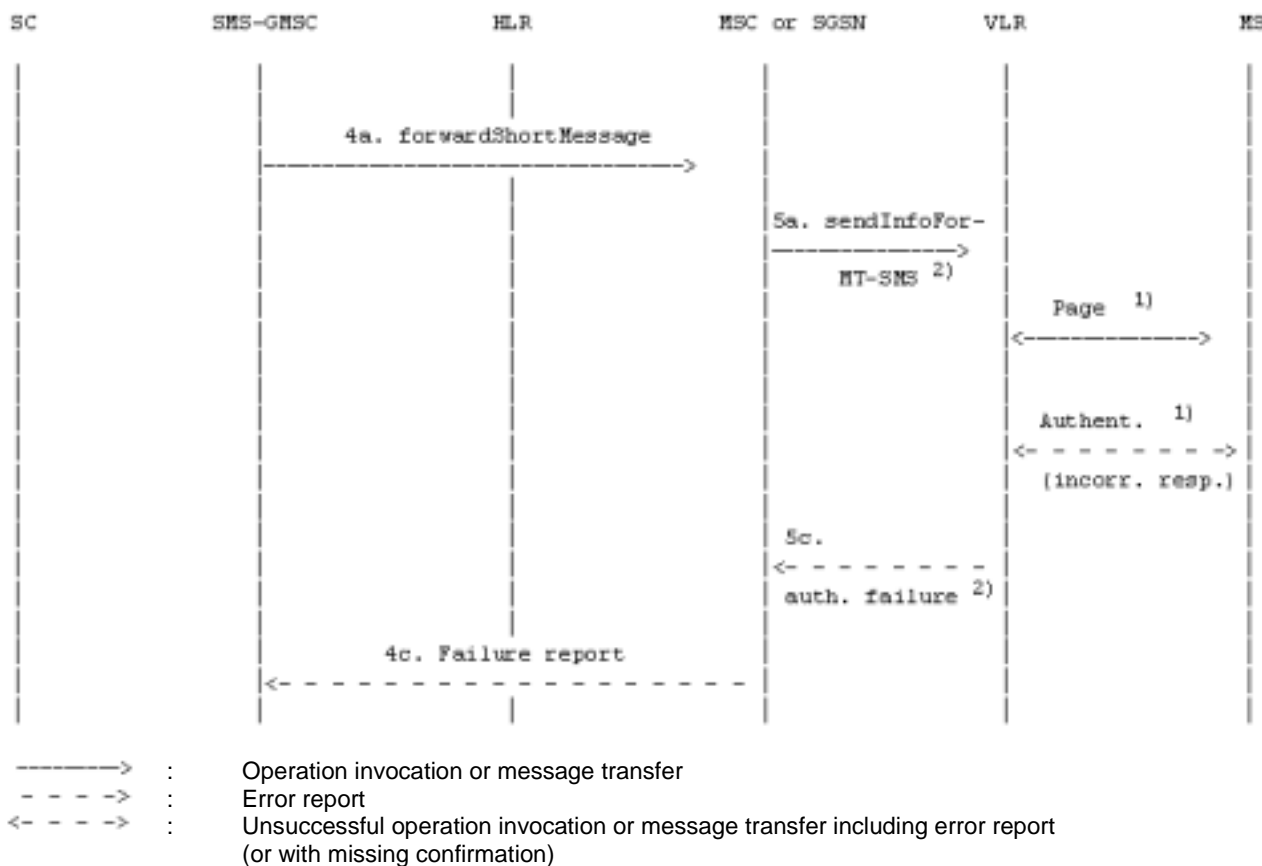 SC SMS-GMSC HLR MSC or SGSN VLR MS
4a. forwardShortMessage
5a. sendInfoFor-
MT-SMS 2)
Page 1)
Authent. 1)
(incorr. resp.)
5c.
auth. failure 2)
4c. Failure report
: Operation invocation or message transfer
: Error report
: Unsuccessful operation invocation or message transfer including error report
(or with missing confirmation)